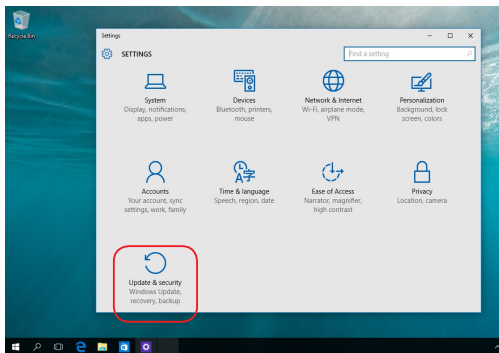 Recycle Bin
Settings
SETTINGS
Find a setting
System
Display, notifications,
apps, power
Devices
Bluetooth, printers,
mouse
Network & Internet
Wi-Fi, airplane mode,
VPN
Personalization
Background, lock
screen, colors
Accounts
Your account, sync
settings, work, family
Time & language
Speech, region, date
Ease of Access
Narrator, magnifier,
high contrast
Privacy
Location, camera
Update & security
Windows Update,
recovery, backup